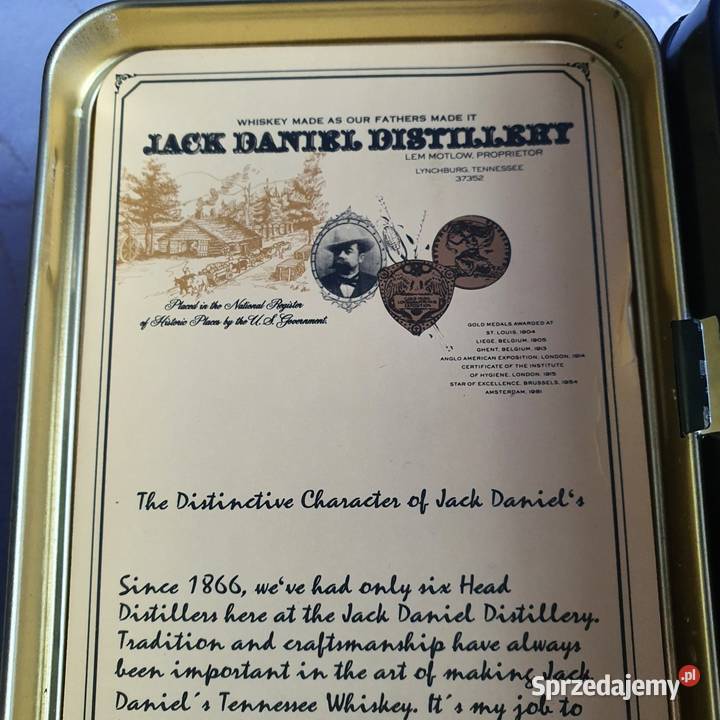 WHISKEY MADE AS OUR FATHERS MADE IT
JACK DANIEL DISTILLERY
LEM MOTLOW, PROPRIETOR
LYNCHBURG, TENNESSEE
37352
Placed in the National Register
of Historic Places by the U.S. Government.
GOLD MEDALS AWARDED AT
ST. LOUIS, 1904
LIEGE, BELGIUM, 1905
GHENT, BELGIUM, 1913
ANGLO AMERICAN EXPOSITION, LONDON, 1914
CERTIFICATE OF THE INSTITUTE
OF HYGIENE, LONDON, 1915
STAR OF EXCELLENCE, BRUSSELS, 1954
AMSTERDAM, 1981
The Distinctive Character of Jack Daniel's
Since 1866, we've had only six Head
Distillers here at the Jack Daniel Distillery.
Tradition and craftsmanship have always
been important in the art of making Jack
Daniel´s Tennessee Whiskey. It´s my job to
Sprzedajemy.pl